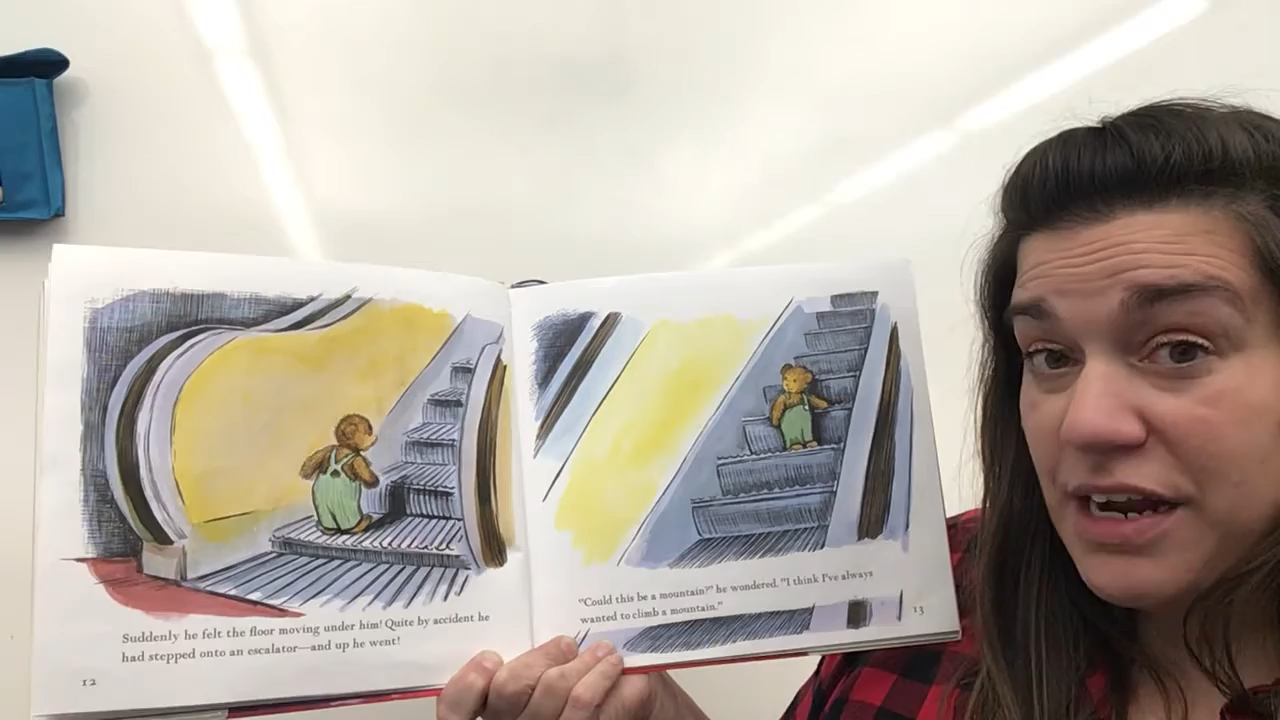 Suddenly he felt the floor moving under him! Quite by accident he
had stepped onto an escalator—and up he went!
12
"Could this be a mountain?" he wondered. "I think I've always
wanted to climb a mountain."
13